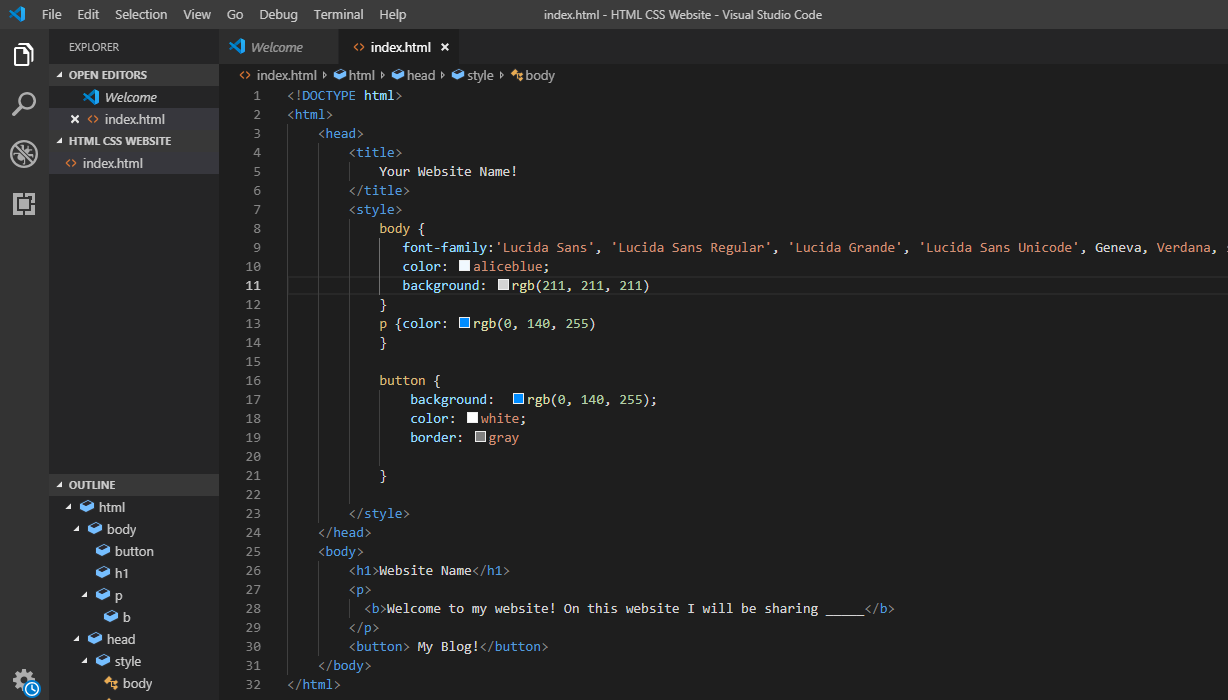 File Edit Selection View Go Debug Terminal Help
index.html - HTML CSS Website - Visual Studio Code
EXPLORER
OPEN EDITORS
Welcome
index.html
HTML CSS WEBSITE
index.html
OUTLINE
html
body
button
h1
p
b
head
style
body
Welcome index.html
index.html html head style body
1 <!DOCTYPE html>
2 <html>
3 <head>
4 <title>
5 Your Website Name!
6 </title>
7 <style>
8 body {
9 font-family:'Lucida Sans', 'Lucida Sans Regular', 'Lucida Grande', 'Lucida Sans Unicode', Geneva, Verdana,
10 color: aliceblue;
11 background: rgb(211, 211, 211)
12 }
13 p {color: rgb(0, 140, 255)
14 }
15
16 button {
17 background: rgb(0, 140, 255);
18 color: white;
19 border: gray
20
21 }
22
23 </style>
24 </head>
25 <body>
26 <h1>Website Name</h1>
27 <p>
28 <b>Welcome to my website! On this website I will be sharing _____</b>
29 </p>
30 <button> My Blog!</button>
31 </body>
32 </html>